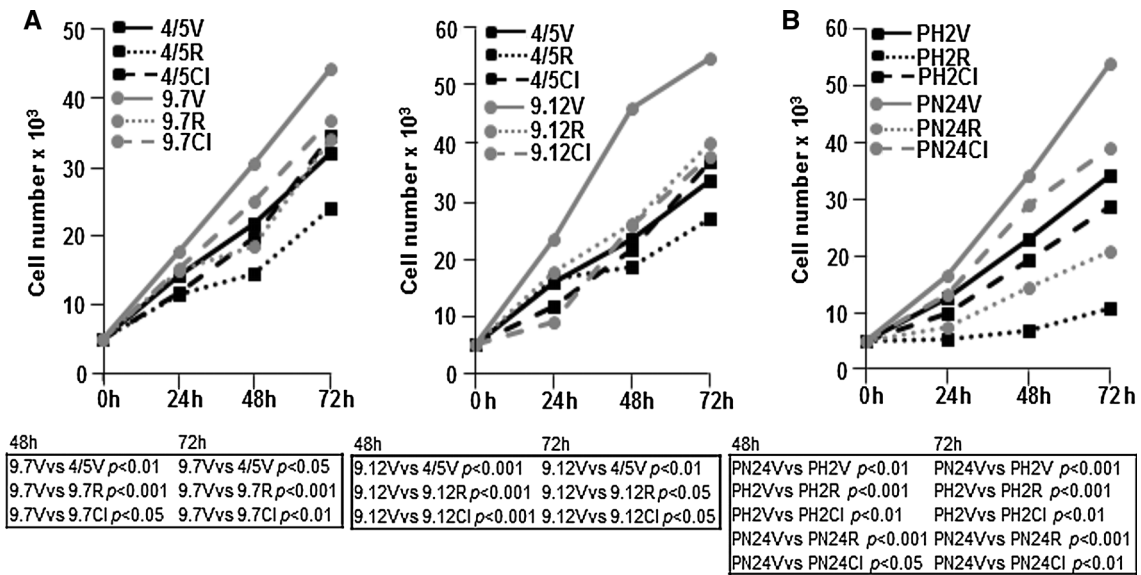 A
50
40
30
20
10
0
Cell number x 10³
4/5V
4/5R
4/5CI
9.7V
9.7R
9.7CI
0h 24h 48h 72h
60
50
40
30
20
10
0
Cell number x 10³
4/5V
4/5R
4/5CI
9.12V
9.12R
9.12CI
0h 24h 48h 72h
B
60
50
40
30
20
10
0
Cell number x 10³
PH2V
PH2R
PH2CI
PN24V
PN24R
PN24CI
0h 24h 48h 72h
48h 72h
9.7Vvs 4/5V p<0.01 9.7Vvs 4/5V p<0.05
9.7Vvs 9.7R p<0.001 9.7Vvs 9.7R p<0.001
9.7Vvs 9.7CI p<0.05 9.7Vvs 9.7CI p<0.01
48h 72h
9.12Vvs 4/5V p<0.001 9.12Vvs 4/5V p<0.01
9.12Vvs 9.12R p<0.001 9.12Vvs 9.12R p<0.05
9.12Vvs 9.12CI p<0.001 9.12Vvs 9.12CI p<0.05
48h 72h
PN24Vvs PH2V p<0.01 PN24Vvs PH2V p<0.001
PH2Vvs PH2R p<0.001 PH2Vvs PH2R p<0.001
PH2Vvs PH2CI p<0.01 PH2Vvs PH2CI p<0.01
PN24Vvs PN24R p<0.001 PN24Vvs PN24R p<0.001
PN24Vvs PN24CI p<0.05 PN24Vvs PN24CI p<0.01